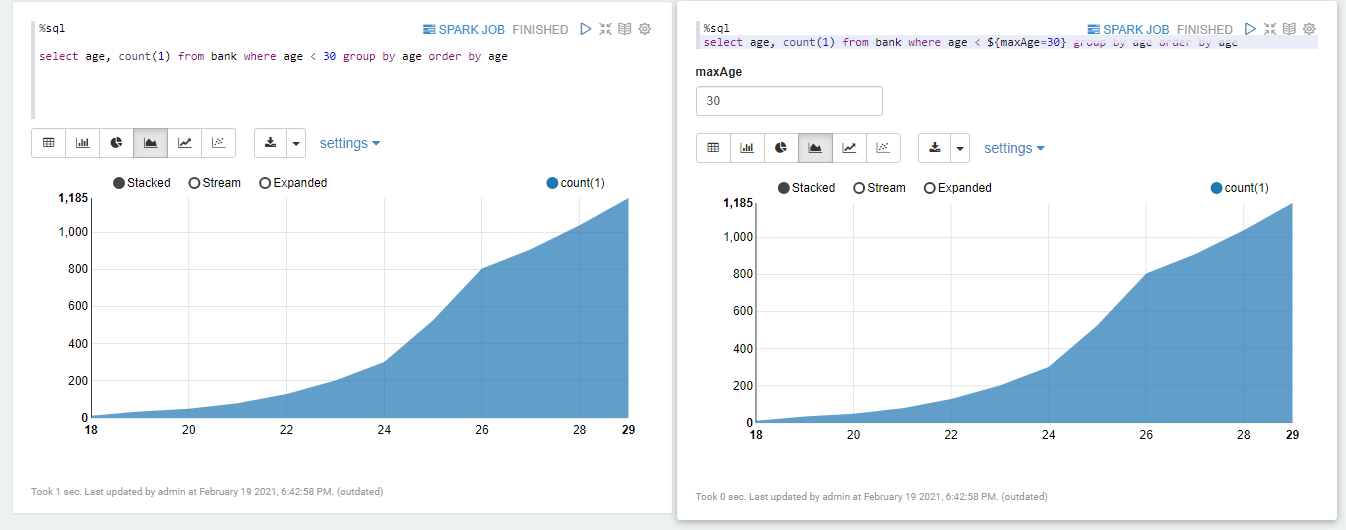 %sql
SPARK JOB FINISHED
select age, count(1) from bank where age < 30 group by age order by age
settings
Stacked Stream Expanded
count(1)
1,185
1,000
800
600
400
200
0
18 20 22 24 26 28 29
Took 1 sec. Last updated by admin at February 19 2021, 6:42:58 PM. (outdated)
%sql
SPARK JOB FINISHED
select age, count(1) from bank where age < ${maxAge=30} group by age order by age
maxAge
30
settings
Stacked Stream Expanded
count(1)
1,185
1,000
800
600
400
200
0
18 20 22 24 26 28 29
Took 0 sec. Last updated by admin at February 19 2021, 6:42:58 PM. (outdated)